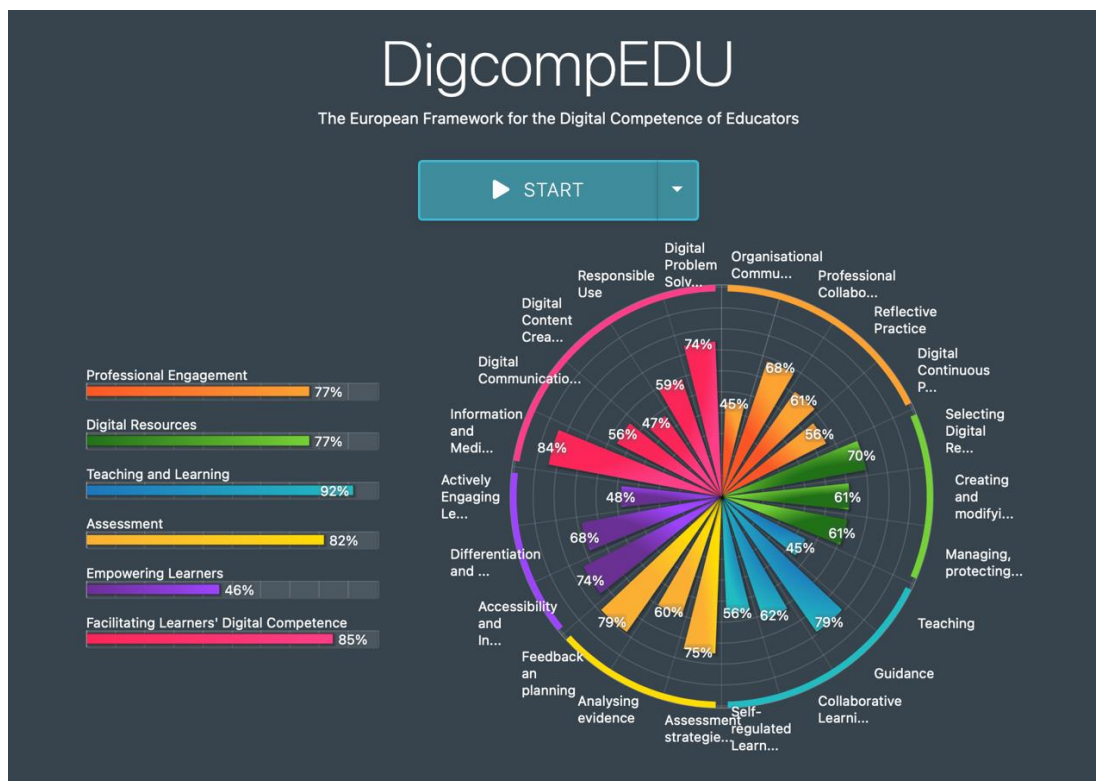 DigcompEDU
The European Framework for the Digital Competence of Educators
START
Professional Engagement
77%
Digital Resources
77%
Teaching and Learning
92%
Assessment
82%
Empowering Learners
46%
Facilitating Learners' Digital Competence
85%
Organisational
Commu...
Professional
Collabo...
Reflective
Practice
Digital
Continuous
P...
Selecting
Digital
Re...
Creating
and
modifyi...
Managing,
protecting...
Teaching
Guidance
Collaborative
Learni...
Self-
regulated
Learn...
Assessment
strategie...
Analysing
evidence
Feedback
an
planning
Accessibility
and
In...
Differentiation
and ...
Actively
Engaging
Le...
Information
and
Medi...
Digital
Communicatio...
Digital
Content
Crea...
Responsible
Use
Digital
Problem
Solv...
45%
68%
61%
56%
70%
61%
61%
45%
79%
62%
56%
75%
60%
79%
74%
68%
48%
84%
56%
47%
59%
74%